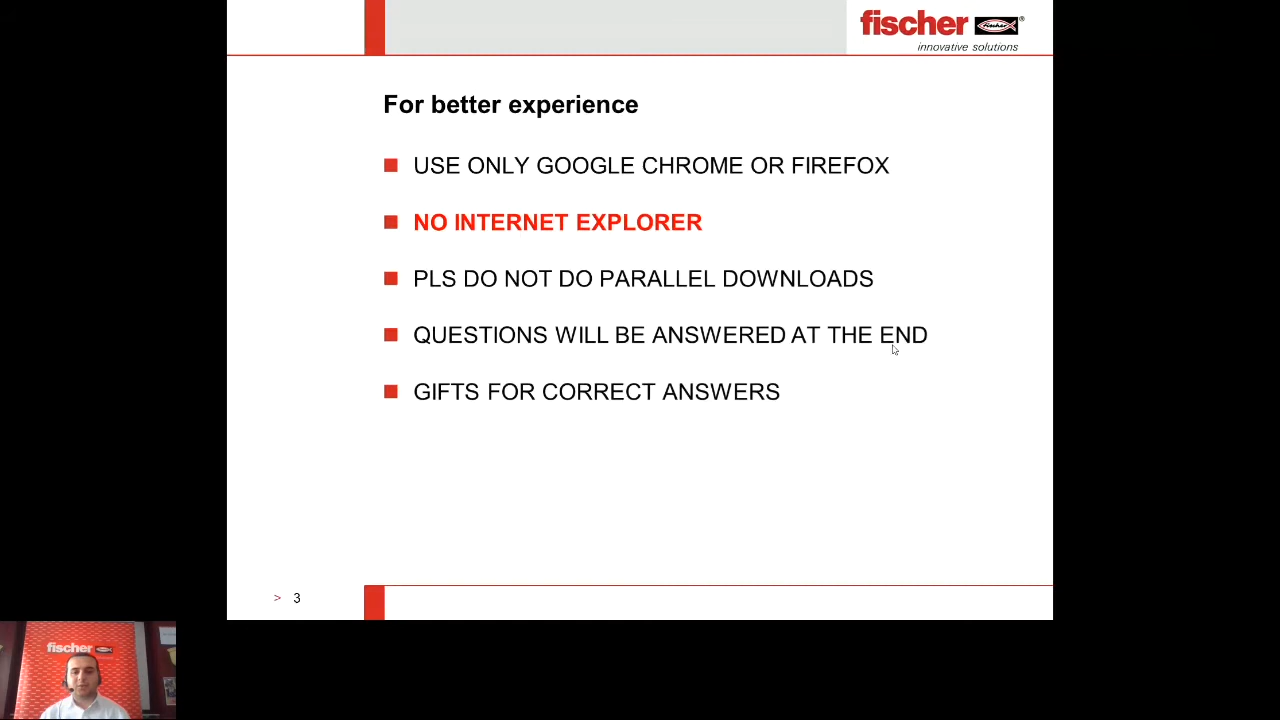 fischer
fischer
innovative solutions
For better experience
USE ONLY GOOGLE CHROME OR FIREFOX
NO INTERNET EXPLORER
PLS DO NOT DO PARALLEL DOWNLOADS
QUESTIONS WILL BE ANSWERED AT THE END
GIFTS FOR CORRECT ANSWERS
> 3
fischer